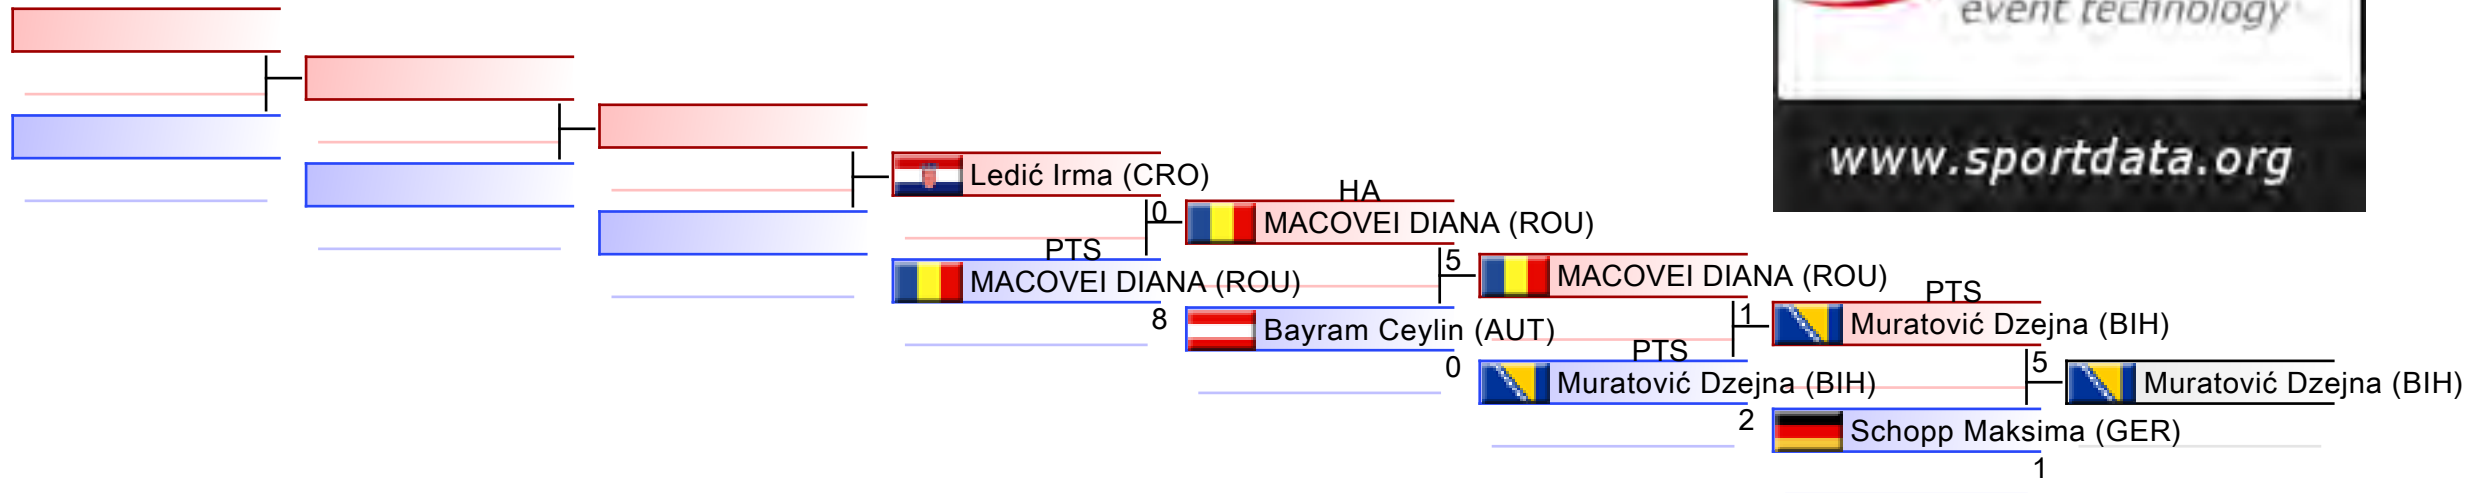 event technology
www.sportdata.org
Ledić Irma (CRO)
0
HA
MACOVEI DIANA (ROU)
PTS
MACOVEI DIANA (ROU)
8
5
MACOVEI DIANA (ROU)
Bayram Ceylin (AUT)
0
1
PTS
Muratović Dzejna (BIH)
PTS
Muratović Dzejna (BIH)
2
5
Muratović Dzejna (BIH)
Schopp Maksima (GER)
1